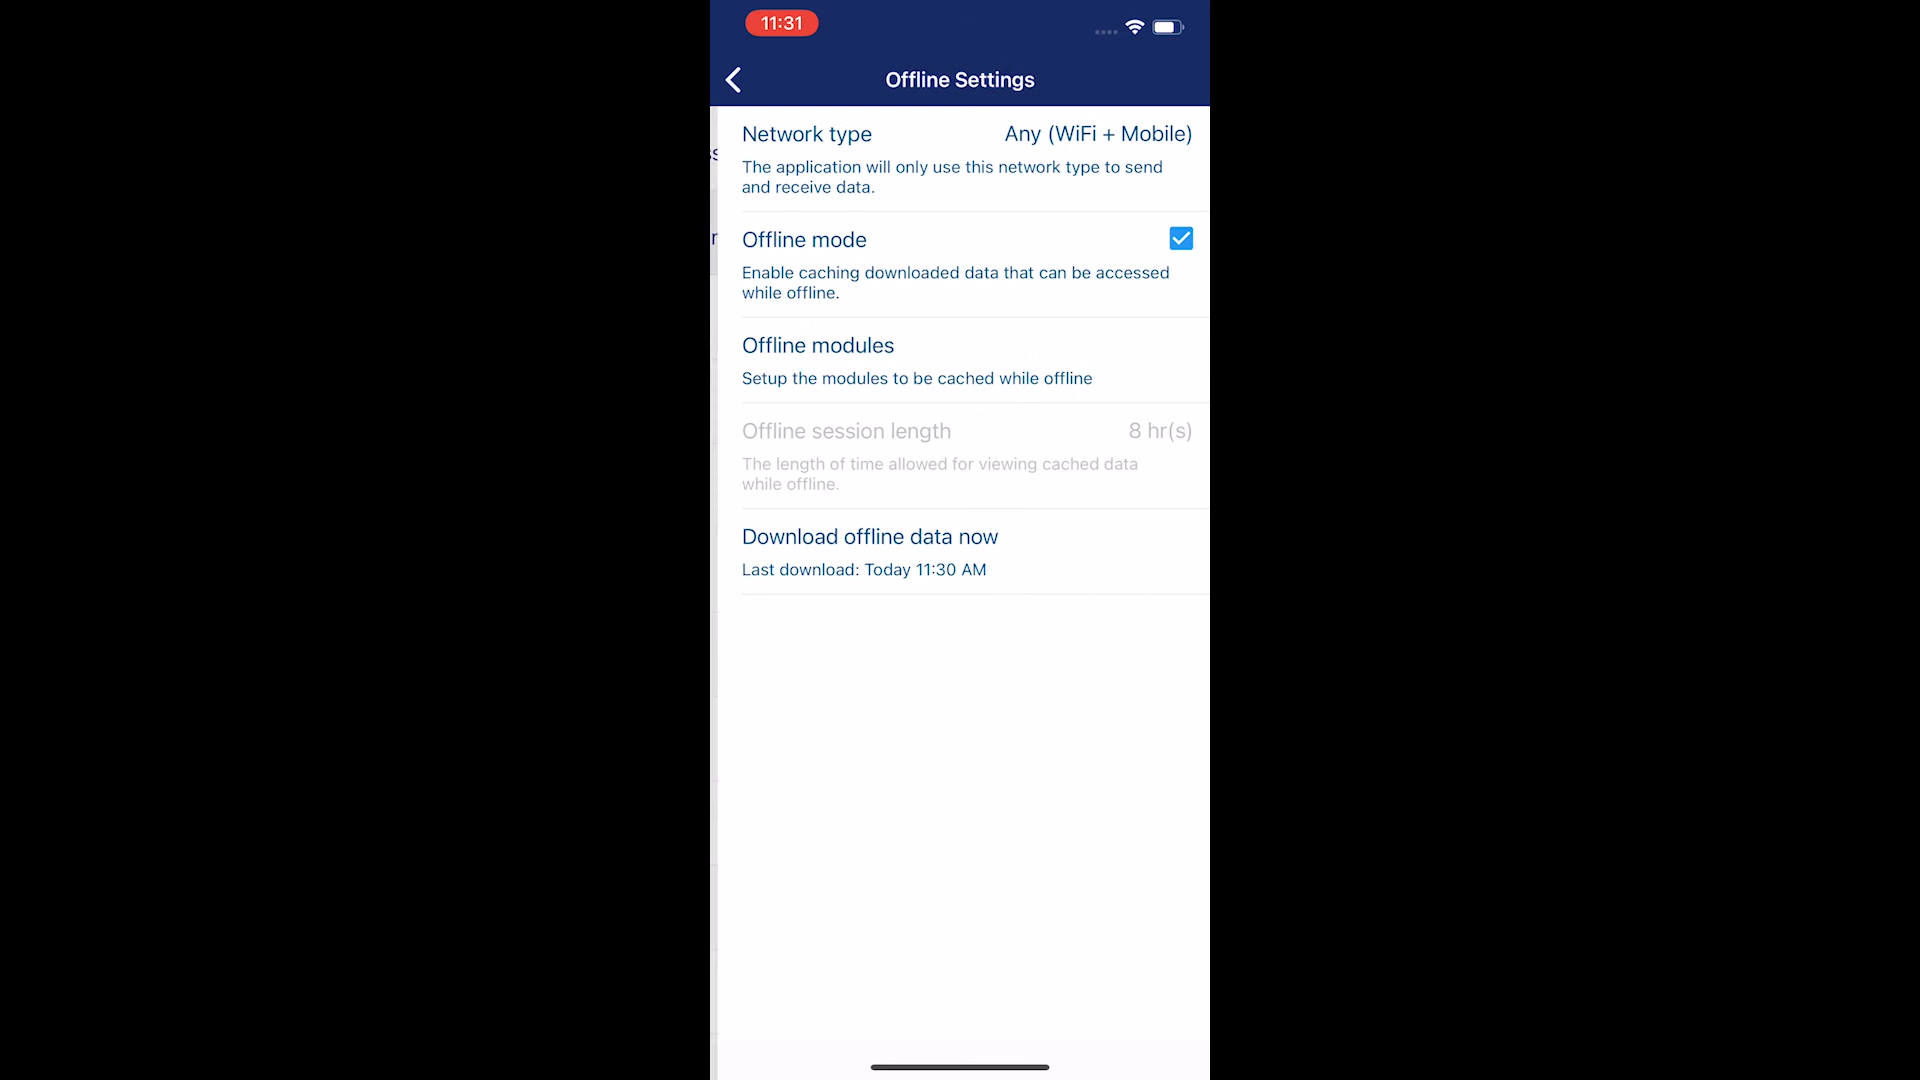 11:31
Offline Settings
Network type Any (WiFi + Mobile)
The application will only use this network type to send
and receive data.
Offline mode
Enable caching downloaded data that can be accessed
while offline.
Offline modules
Setup the modules to be cached while offline
Offline session length 8 hr(s)
The length of time allowed for viewing cached data
while offline.
Download offline data now
Last download: Today 11:30 AM